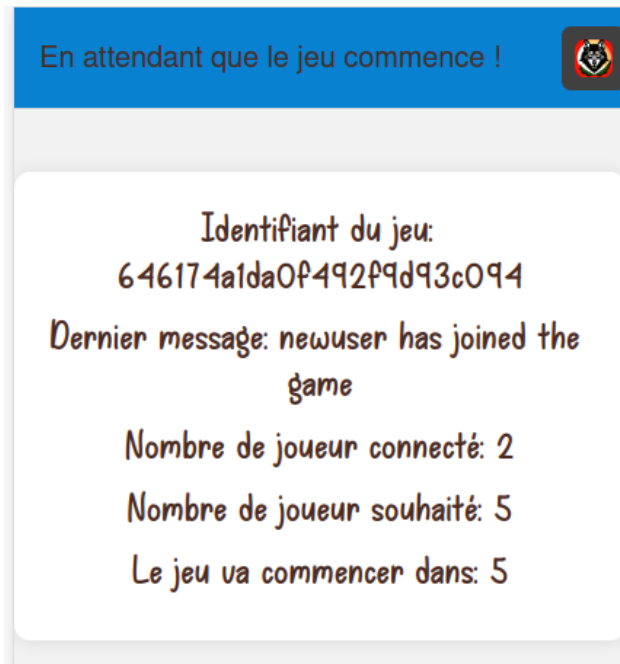 En attendant que le jeu commence !
Identifiant du jeu:
646174a1da0f492f9d93c094
Dernier message: newuser has joined the
game
Nombre de joueur connecté: 2
Nombre de joueur souhaité: 5
Le jeu va commencer dans: 5